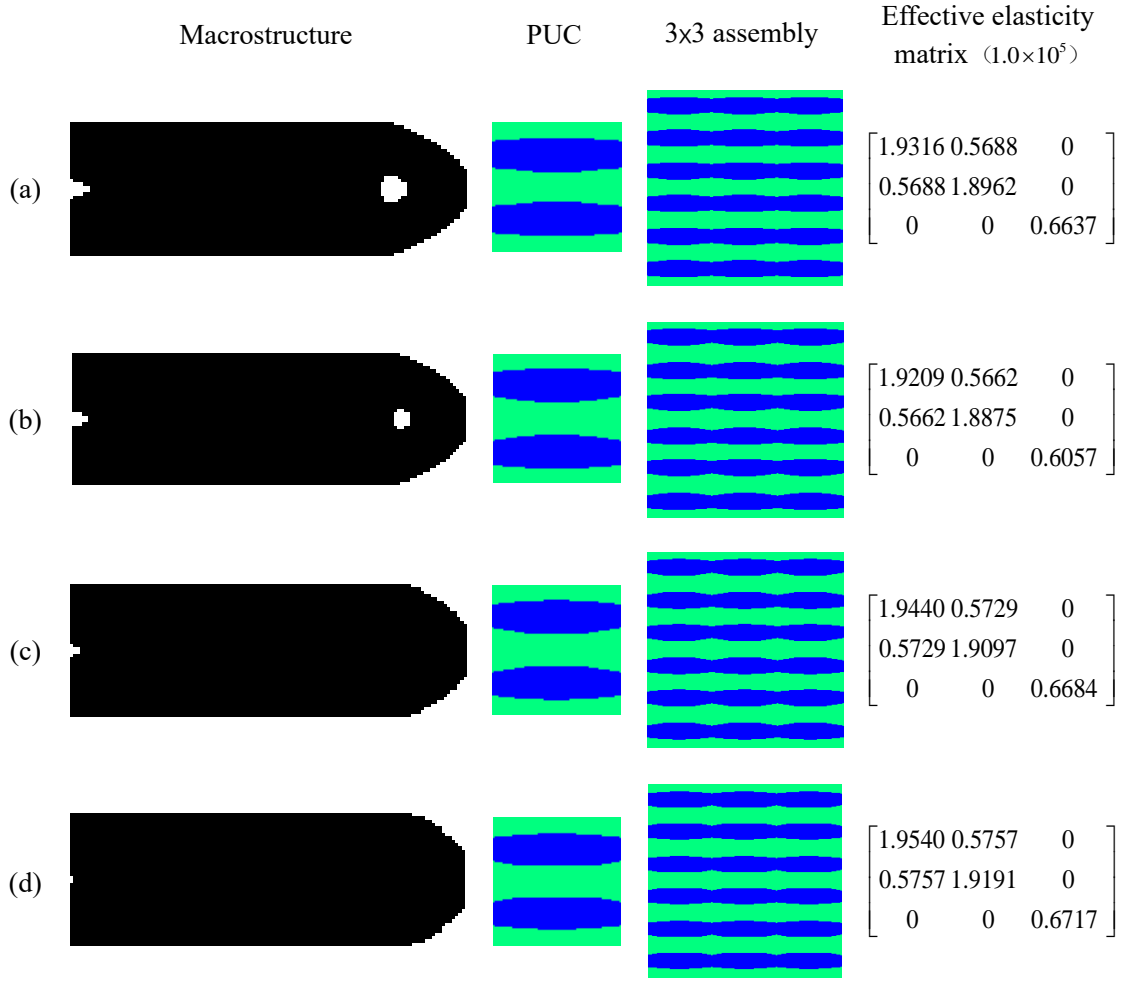 Macrostructure PUC 3x3 assembly Effective elasticity
matrix （1.0×10⁵）
(a)
1.9316 0.5688 0
0.5688 1.8962 0
0 0 0.6637
(b)
1.9209 0.5662 0
0.5662 1.8875 0
0 0 0.6057
(c)
1.9440 0.5729 0
0.5729 1.9097 0
0 0 0.6684
(d)
1.9540 0.5757 0
0.5757 1.9191 0
0 0 0.6717